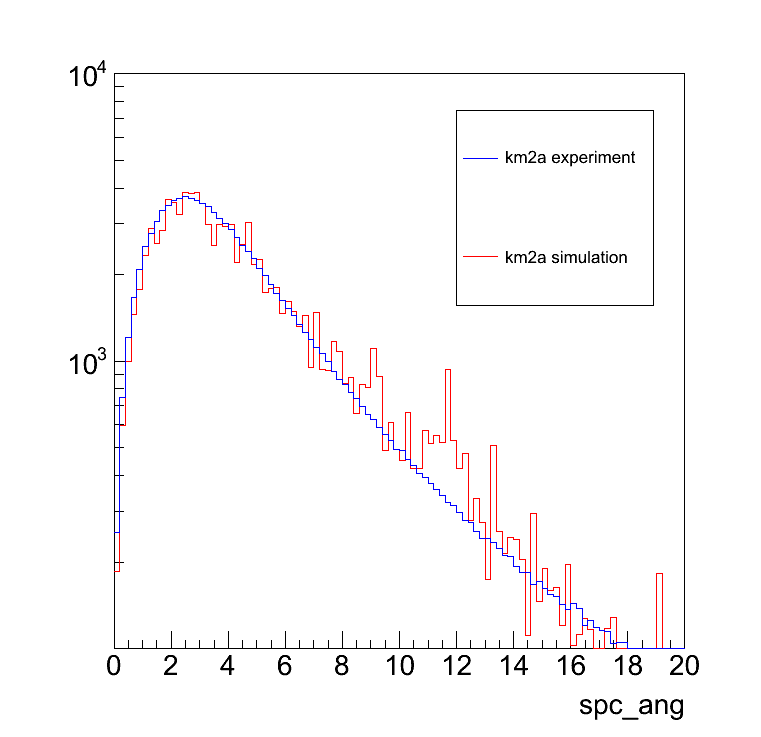 10^4
km2a experiment
km2a simulation
10^3
0 2 4 6 8 10 12 14 16 18 20
spc_ang